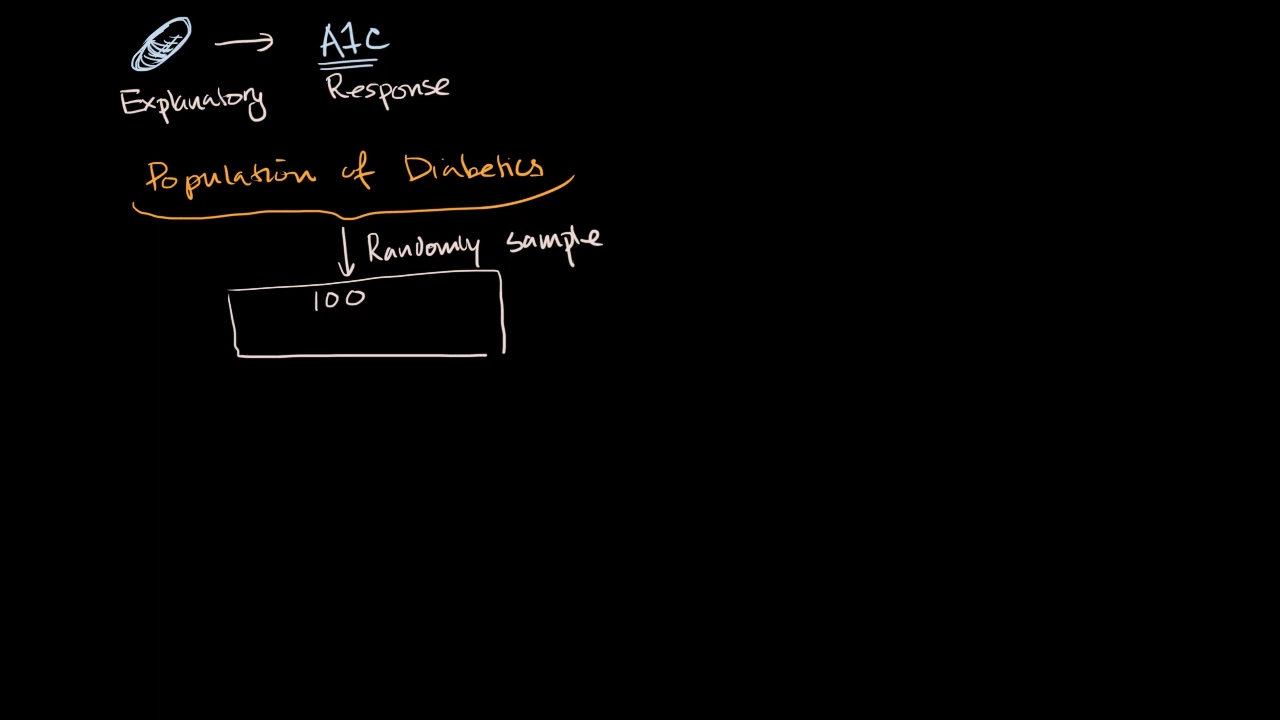 A1C
Explanatory
Response
Population of Diabetics
Randomly sample
100